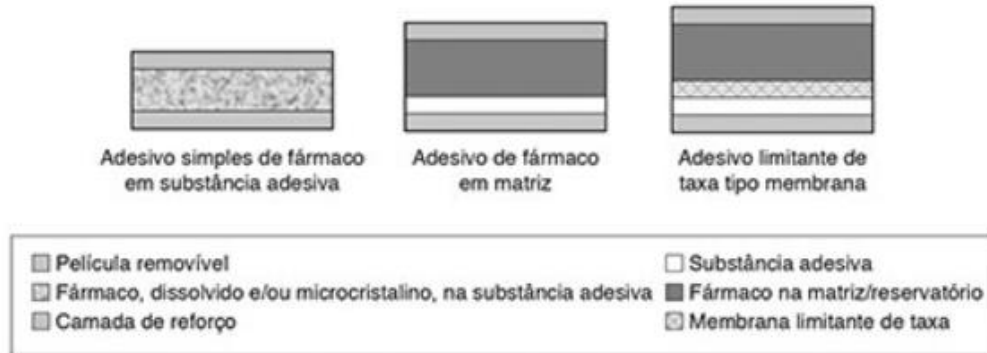 Adesivo simples de fármaco
em substância adesiva
Adesivo de fármaco
em matriz
Adesivo limitante de
taxa tipo membrana
Película removível
Fármaco, dissolvido e/ou microcristalino, na substância adesiva
Camada de reforço
Substância adesiva
Fármaco na matriz/reservatório
Membrana limitante de taxa